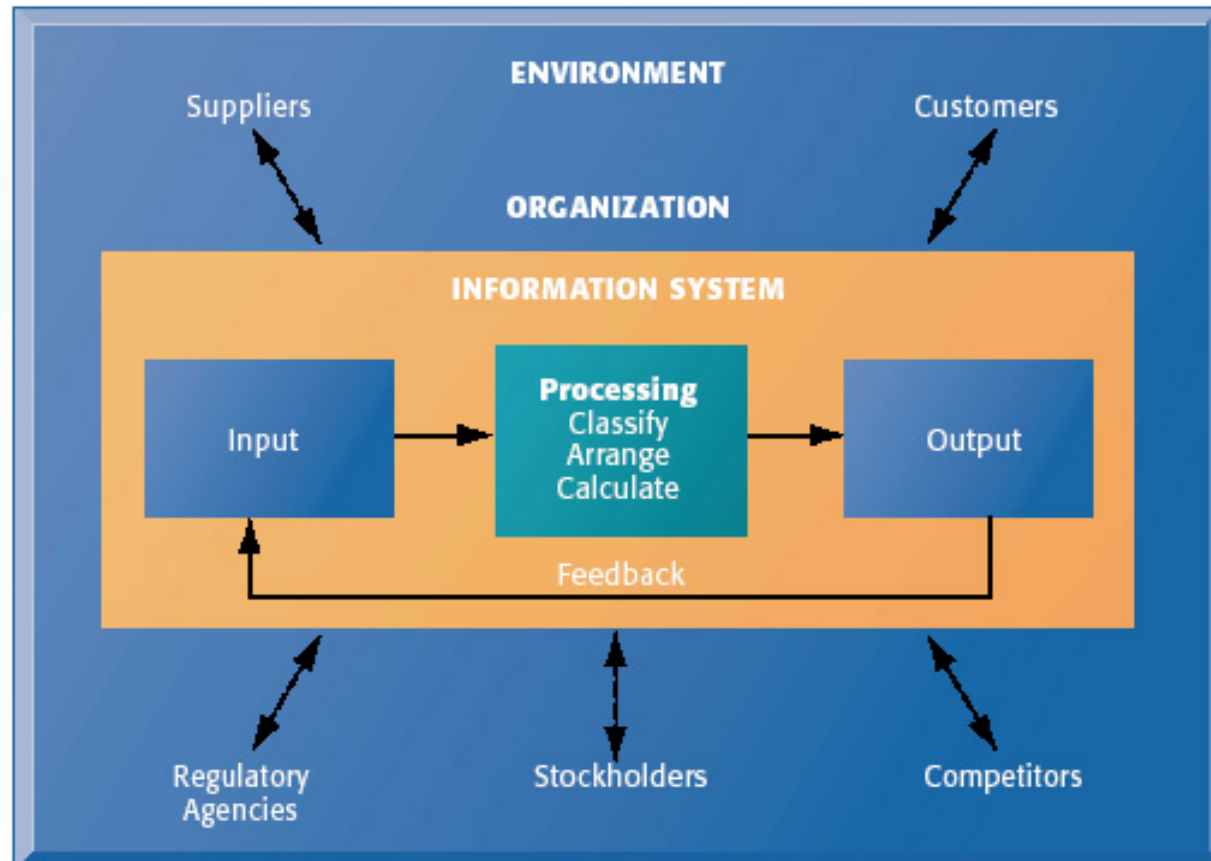 ENVIRONMENT
Suppliers
Customers
ORGANIZATION
INFORMATION SYSTEM
Input
Processing
Classify
Arrange
Calculate
Output
Feedback
Regulatory
Agencies
Stockholders
Competitors